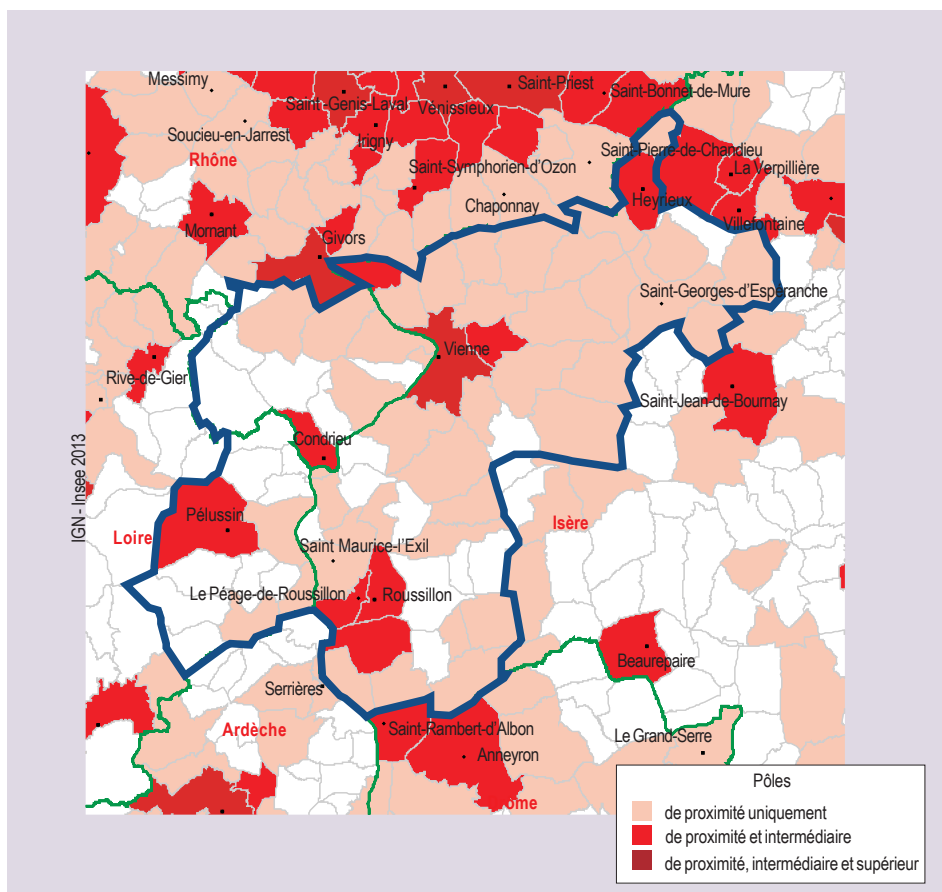 Messimy
Saint-Priest
Saint-Genis-Laval
Vénissieux
Saint-Bonnet-de-Mure
Soucieu-en-Jarrest
Irigny
Rhône
Saint-Symphorien-d'Ozon
Saint-Pierre-de-Chandieu
La Verpillière
Chaponnay
Heyrieux
Mornant
Villefontaine
Givors
Saint-Georges-d'Espéranche
Vienne
Rive-de-Gier
Saint-Jean-de-Bournay
Condrieu
IGN - Insee 2013
Pélussin
Isère
Loire
Saint Maurice-l'Exil
Le Péage-de-Roussillon
Roussillon
Beaurepaire
Serrières
Ardèche
Saint-Rambert-d'Albon
Le Grand-Serre
Anneyron
ôme
Pôles
de proximité uniquement
de proximité et intermédiaire
de proximité, intermédiaire et supérieur